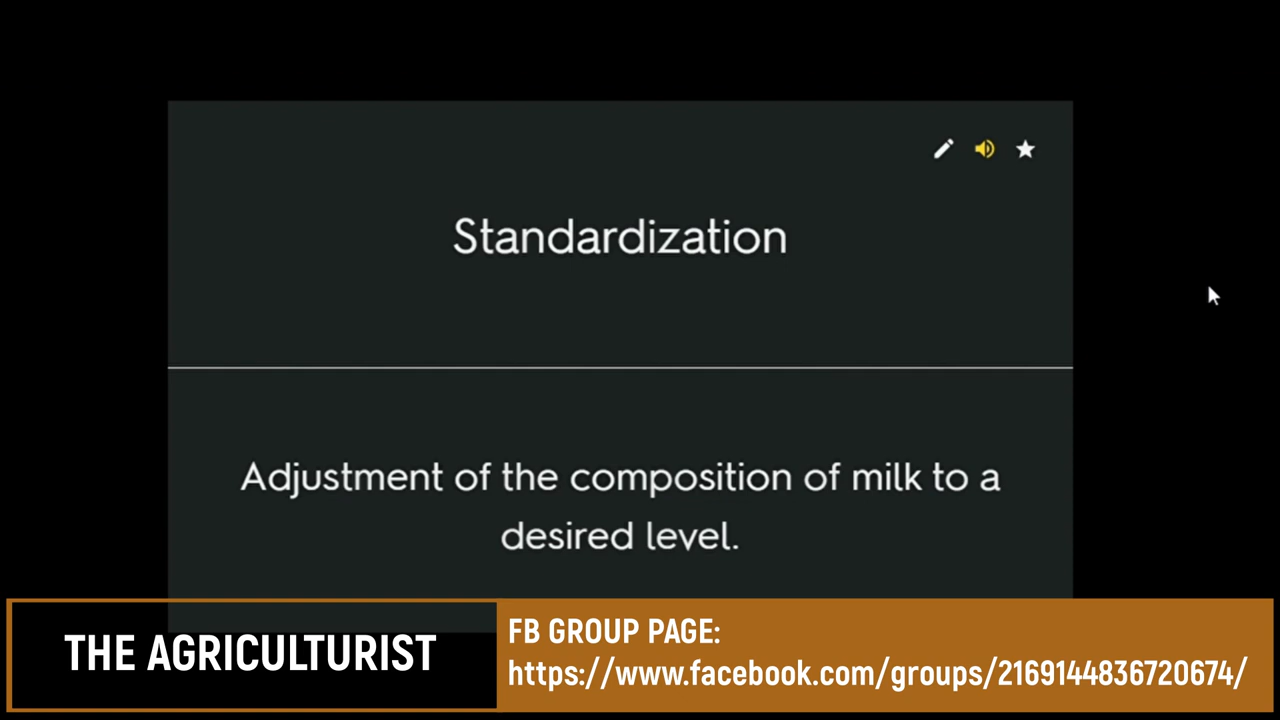 Standardization
Adjustment of the composition of milk to a
desired level.
THE AGRICULTURIST
FB GROUP PAGE:
https://www.facebook.com/groups/2169144836720674/